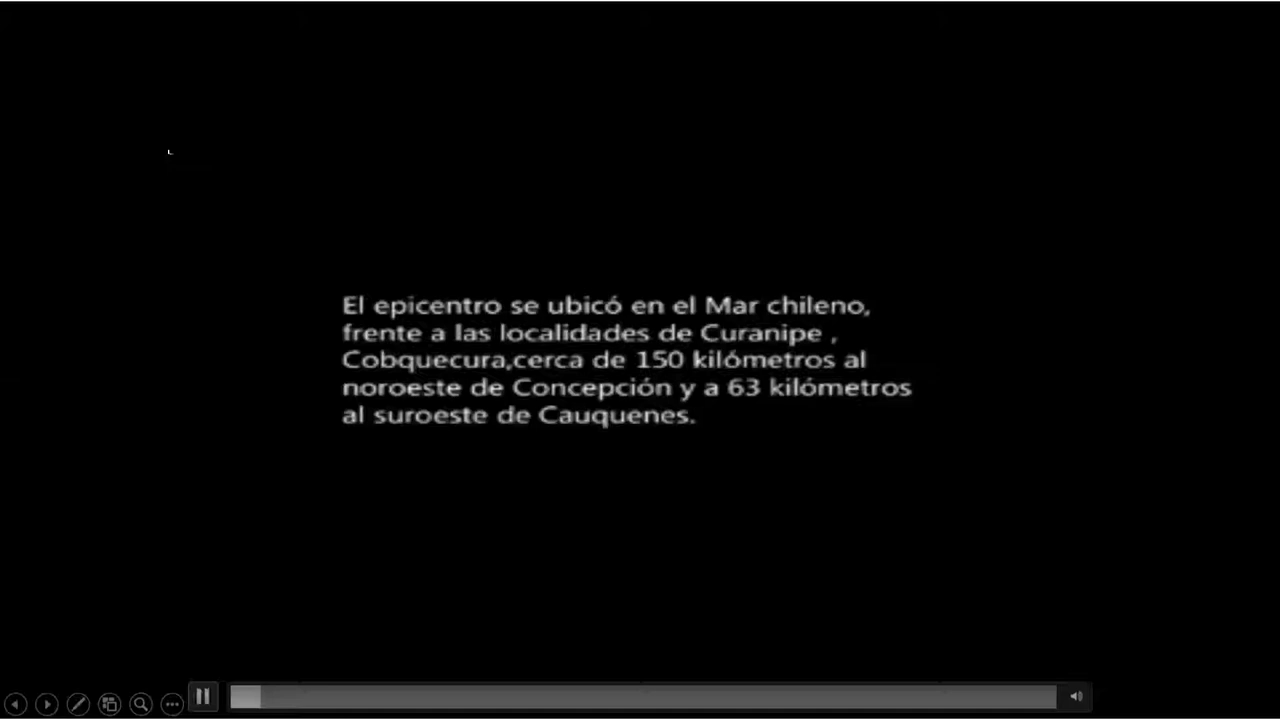 El epicentro se ubicó en el Mar chileno,
frente a las localidades de Curanipe ,
Cobquecura,cerca de 150 kilómetros al
noroeste de Concepción y a 63 kilómetros
al suroeste de Cauquenes.